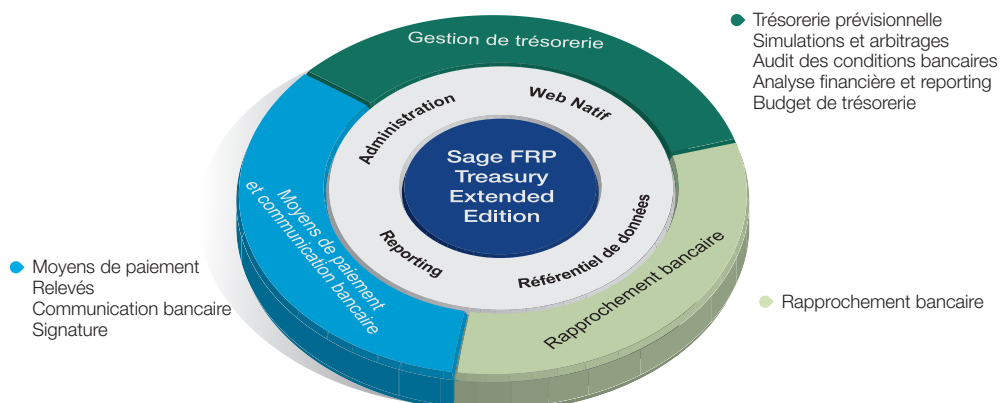 Gestion de trésorerie
Trésorerie prévisionnelle
Simulations et arbitrages
Audit des conditions bancaires
Analyse financière et reporting
Budget de trésorerie
Administration
Web Natif
Sage FRP
Treasury
Extended
Edition
Reporting
Référentiel de données
Moyens de paiement
et communication bancaire
Rapprochement bancaire
Moyens de paiement
Relevés
Communication bancaire
Signature
Rapprochement bancaire